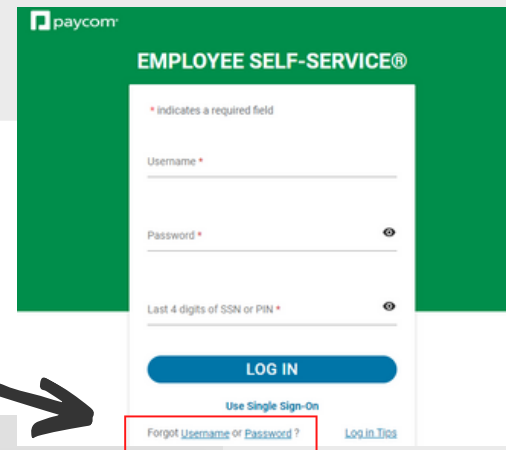 paycom
EMPLOYEE SELF-SERVICE®
* indicates a required field
Username *
Password *
Last 4 digits of SSN or PIN *
LOG IN
Use Single Sign-On
Forgot Username or Password ? Log in Tips